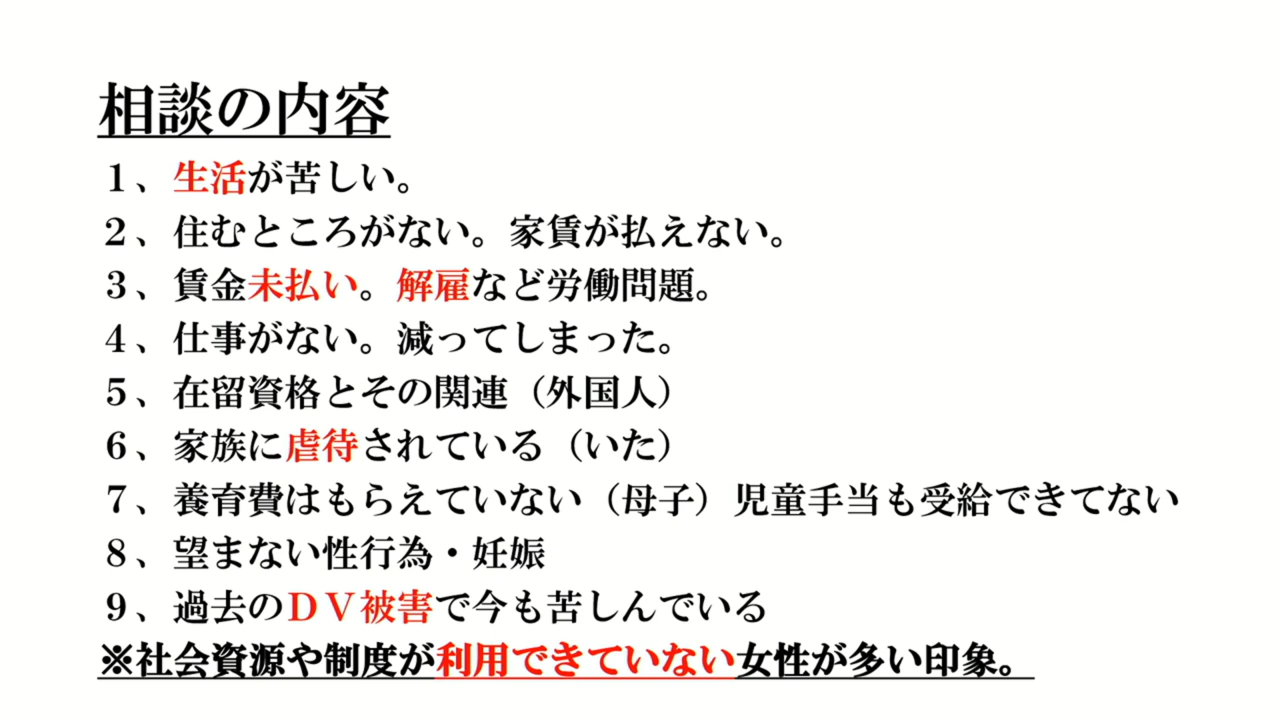 相談の内容
１、生活が苦しい。
２、住むところがない。家賃が払えない。
３、賃金未払い。解雇など労働問題。
４、仕事がない。減ってしまった。
５、在留資格とその関連（外国人）
６、家族に虐待されている（いた）
７、養育費はもらえていない（母子）児童手当も受給できてない
８、望まない性行為・妊娠
９、過去のＤＶ被害で今も苦しんでいる
※社会資源や制度が利用できていない女性が多い印象。